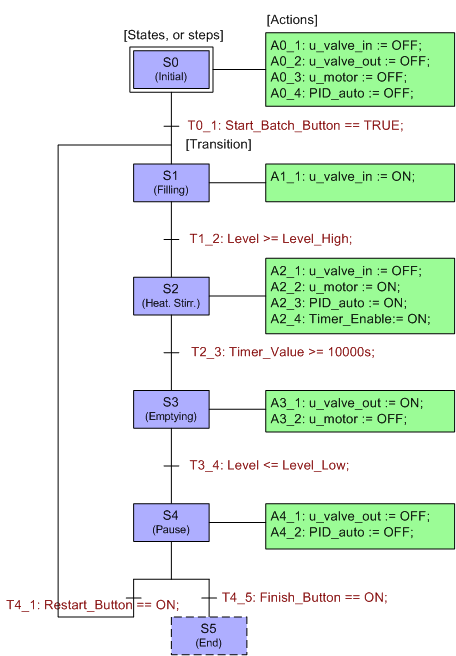 [Actions]
[States, or steps]
S0
(Initial)
A0_1: u_valve_in := OFF;
A0_2: u_valve_out := OFF;
A0_3: u_motor := OFF;
A0_4: PID_auto := OFF;
T0_1: Start_Batch_Button == TRUE;
[Transition]
S1
(Filling)
A1_1: u_valve_in := ON;
T1_2: Level >= Level_High;
S2
(Heat. Stirr.)
A2_1: u_valve_in := OFF;
A2_2: u_motor := ON;
A2_3: PID_auto := ON;
A2_4: Timer_Enable:= ON;
T2_3: Timer_Value >= 10000s;
S3
(Emptying)
A3_1: u_valve_out := ON;
A3_2: u_motor := OFF;
T3_4: Level <= Level_Low;
S4
(Pause)
A4_1: u_valve_out := OFF;
A4_2: PID_auto := OFF;
T4_1: Restart_Button == ON;
T4_5: Finish_Button == ON;
S5
(End)